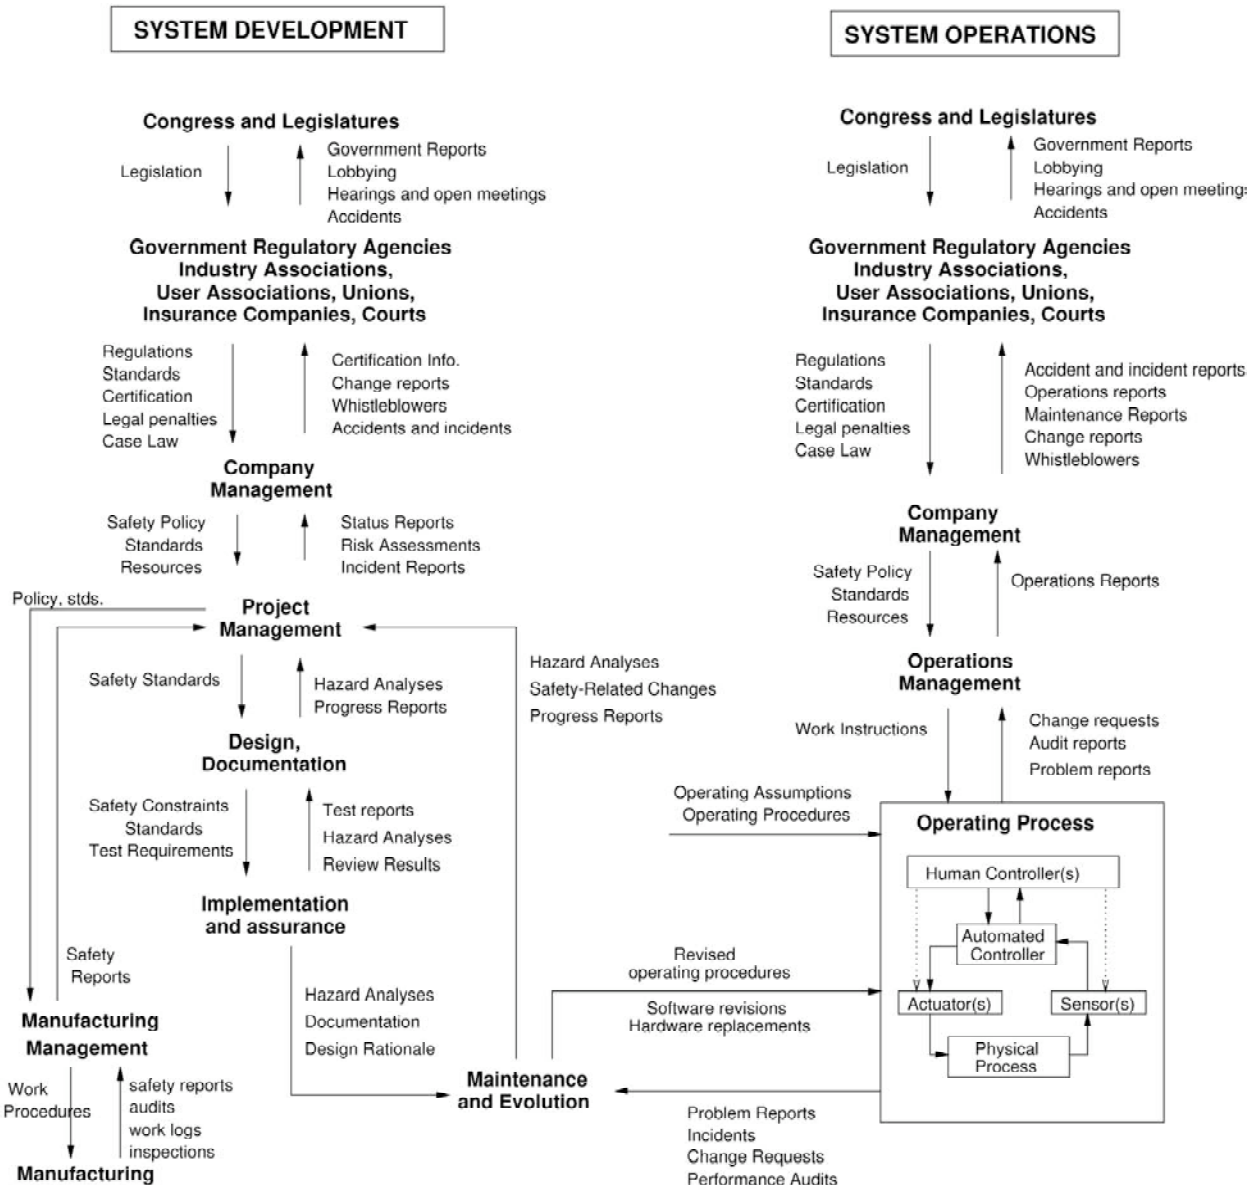 SYSTEM DEVELOPMENT
Congress and Legislatures
Legislation
Government Reports
Lobbying
Hearings and open meetings
Accidents
Government Regulatory Agencies
Industry Associations,
User Associations, Unions,
Insurance Companies, Courts
Regulations
Standards
Certification
Legal penalties
Case Law
Certification Info.
Change reports
Whistleblowers
Accidents and incidents
Company
Management
Safety Policy
Standards
Resources
Status Reports
Risk Assessments
Incident Reports
Policy, stds.
Project
Management
Safety Standards
Hazard Analyses
Progress Reports
Hazard Analyses
Safety-Related Changes
Progress Reports
Design,
Documentation
Safety Constraints
Standards
Test Requirements
Test reports
Hazard Analyses
Review Results
Implementation
and assurance
Safety
Reports
Hazard Analyses
Documentation
Design Rationale
Manufacturing
Management
Work
Procedures
safety reports
audits
work logs
inspections
Manufacturing
Maintenance
and Evolution
SYSTEM OPERATIONS
Congress and Legislatures
Legislation
Government Reports
Lobbying
Hearings and open meetings
Accidents
Government Regulatory Agencies
Industry Associations,
User Associations, Unions,
Insurance Companies, Courts
Regulations
Standards
Certification
Legal penalties
Case Law
Accident and incident reports
Operations reports
Maintenance Reports
Change reports
Whistleblowers
Company
Management
Safety Policy
Standards
Resources
Operations Reports
Operations
Management
Work Instructions
Change requests
Audit reports
Problem reports
Operating Assumptions
Operating Procedures
Operating Process
Human Controller(s)
Automated
Controller
Actuator(s)
Sensor(s)
Physical
Process
Revised
operating procedures
Software revisions
Hardware replacements
Problem Reports
Incidents
Change Requests
Performance Audits